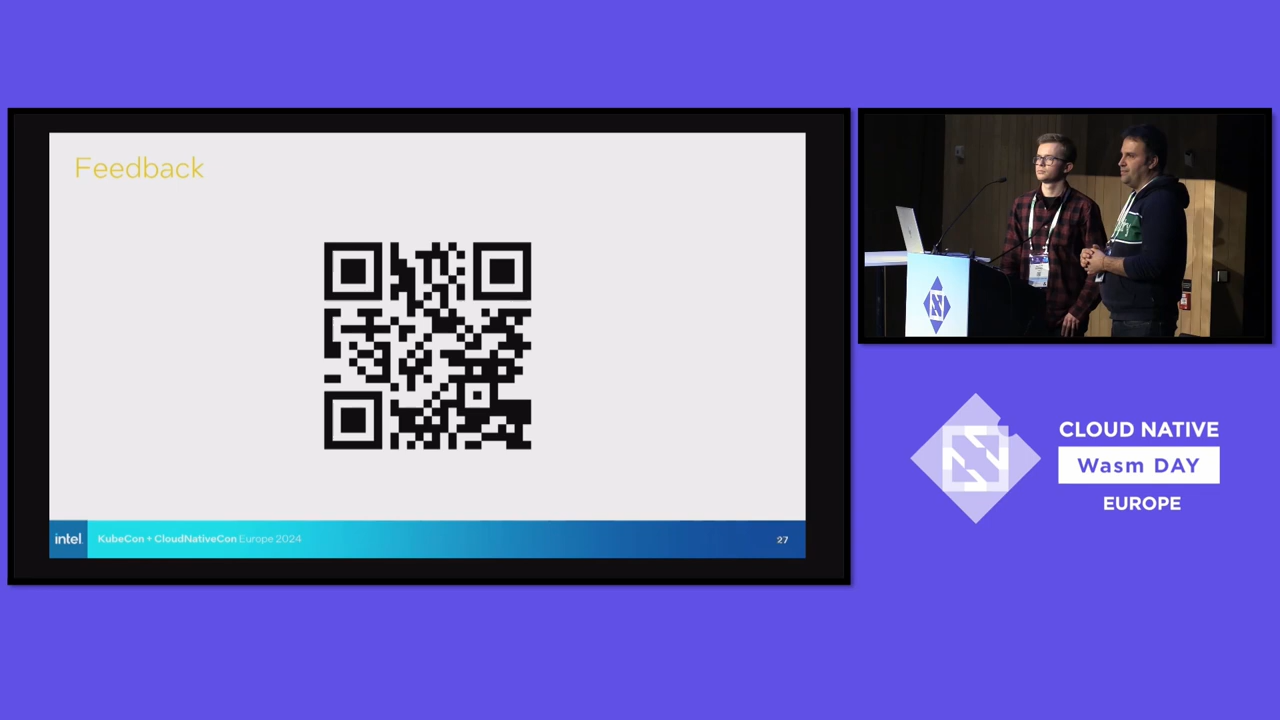 Feedback
intel
KubeCon + CloudNativeCon Europe 2024
27
CLOUD NATIVE
Wasm DAY
EUROPE